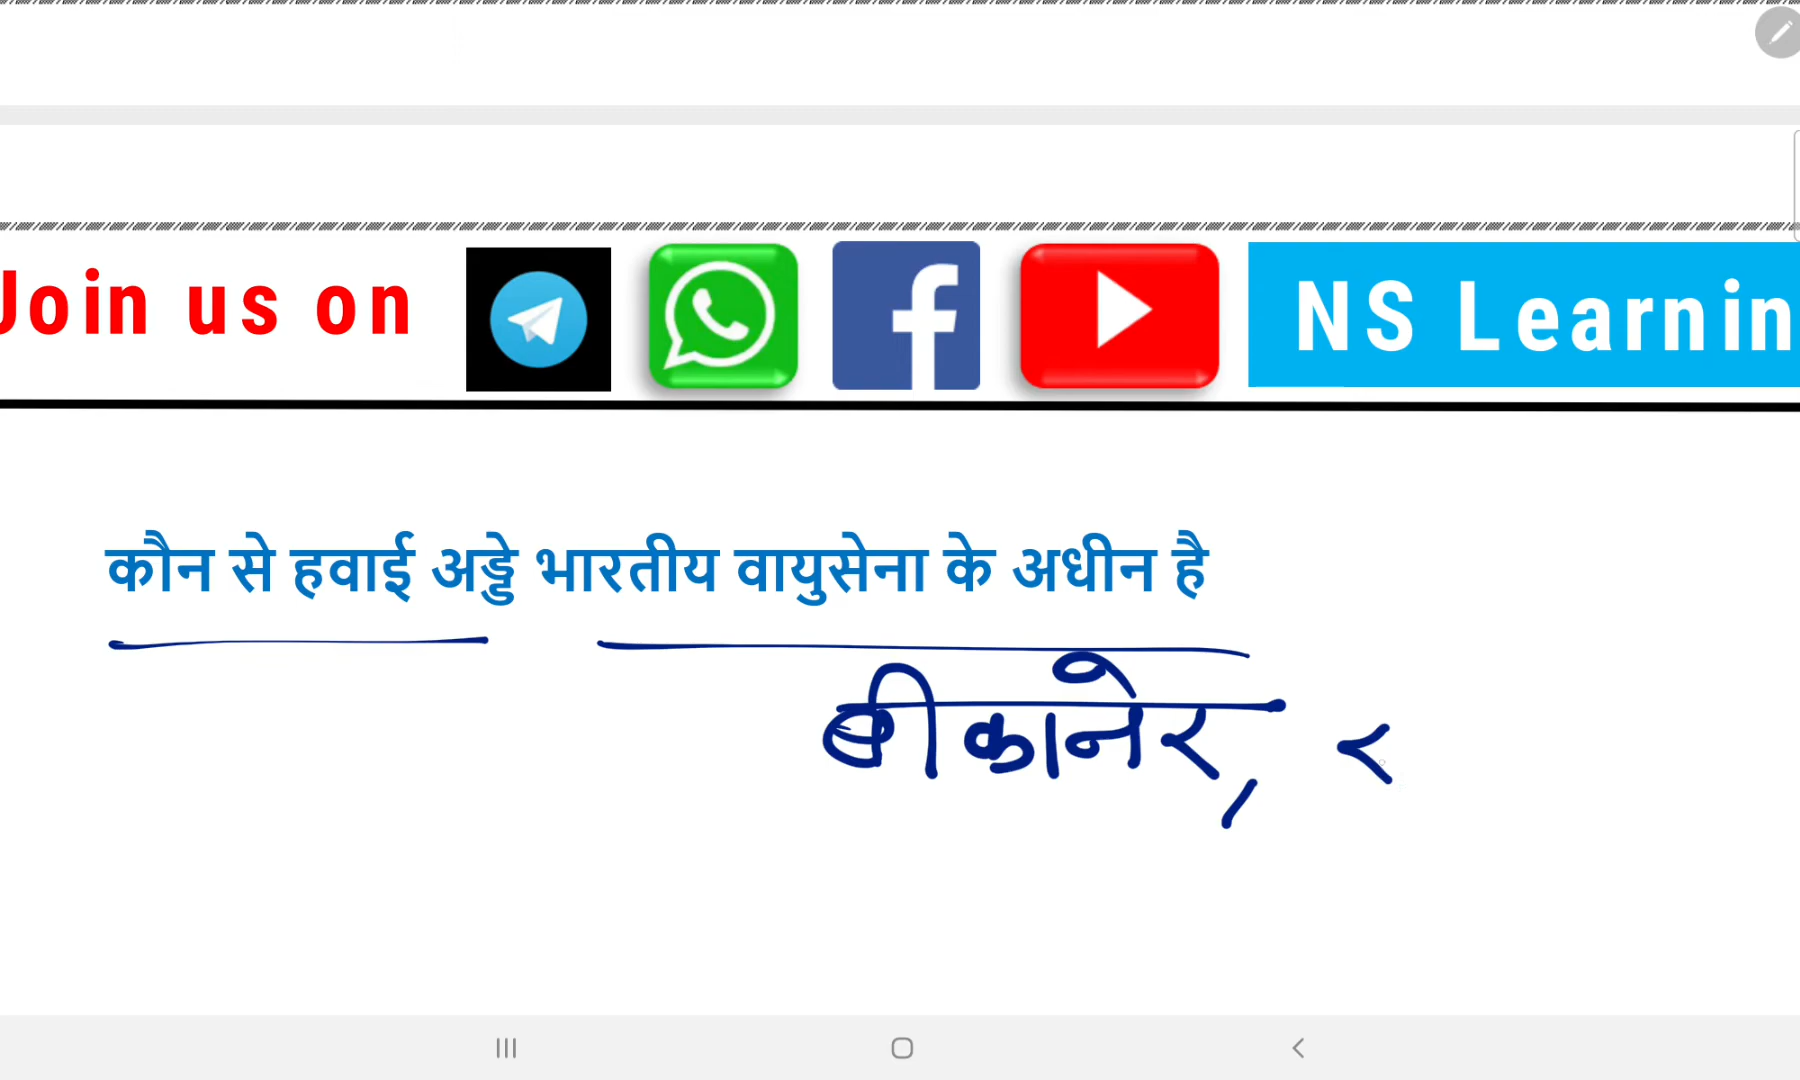 Join us on NS Learnin
कौन से हवाई अड्डे भारतीय वायुसेना के अधीन है
बीकानेर, र